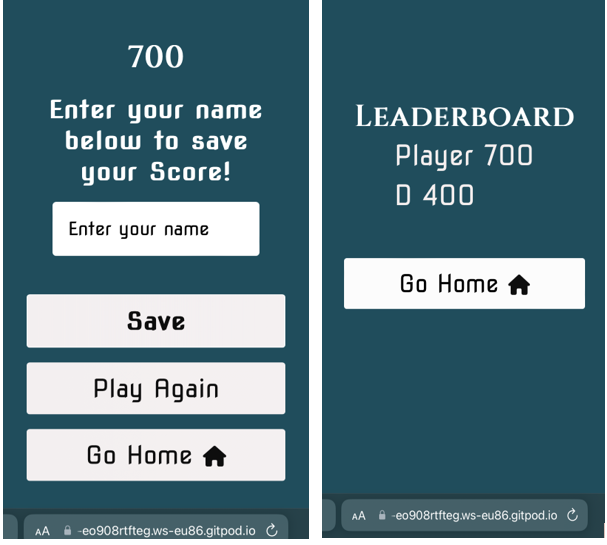 700
Enter your name
below to save
your Score!
Enter your name
Save
Play Again
Go Home
AA -eo908rtfteg.ws-eu86.gitpod.io
Leaderboard
Player 700
D 400
Go Home
AA -eo908rtfteg.ws-eu86.gitpod.io